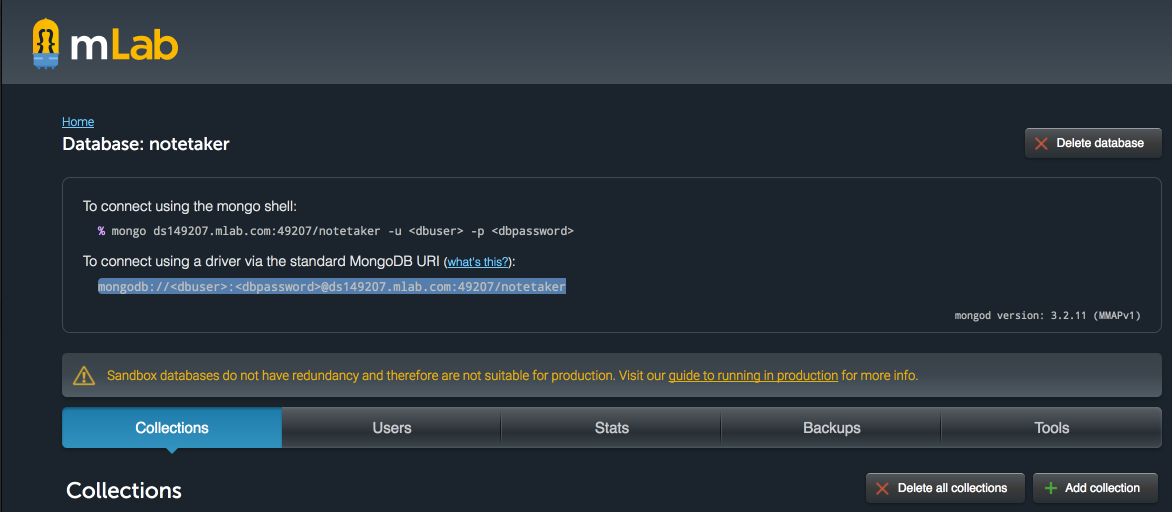 mLab
Home
Database: notetaker
Delete database
To connect using the mongo shell:
% mongo ds149207.mlab.com:49207/notetaker -u <dbuser> -p <dbpassword>
To connect using a driver via the standard MongoDB URI (what's this?):
mongodb://<dbuser>:<dbpassword>@ds149207.mlab.com:49207/notetaker
mongod version: 3.2.11 (MMAPv1)
Sandbox databases do not have redundancy and therefore are not suitable for production. Visit our guide to running in production for more info.
Collections Users Stats Backups Tools
Collections
Delete all collections Add collection